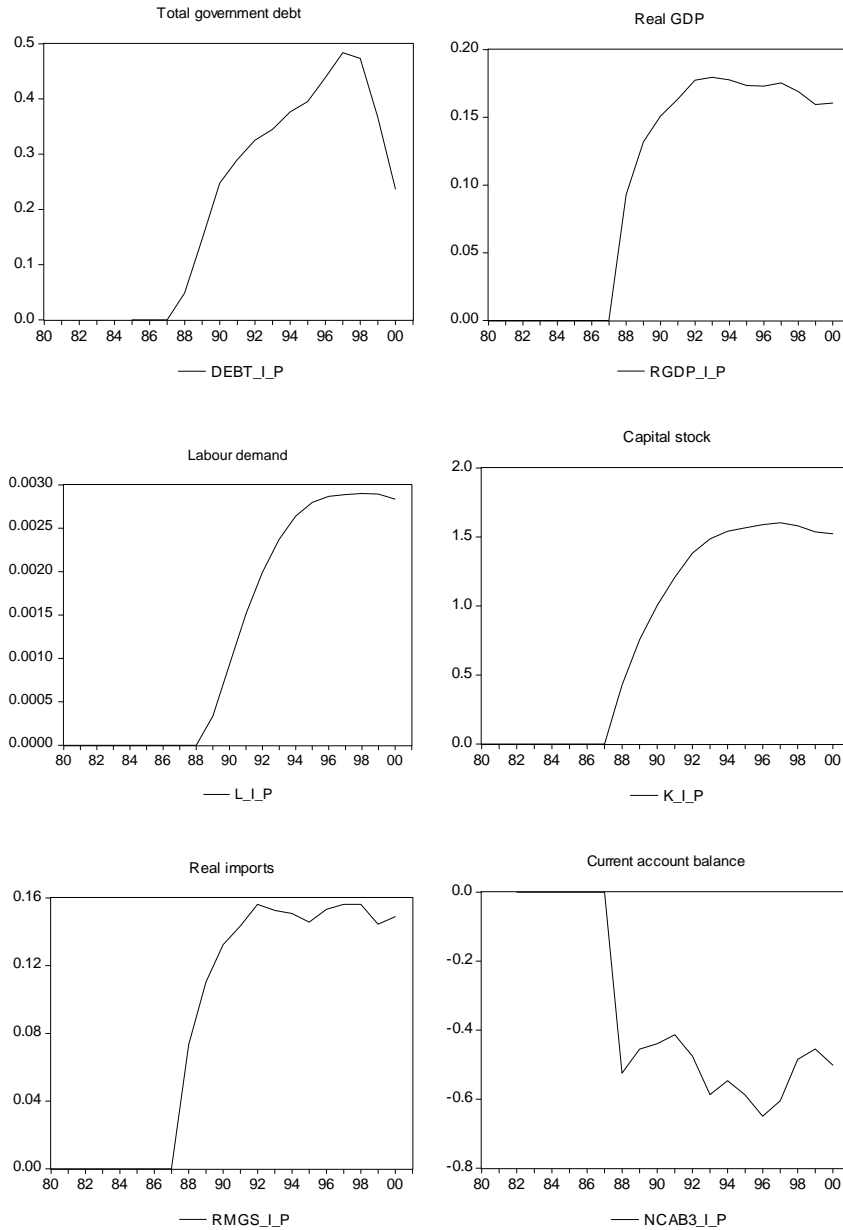 Total government debt
0.5
0.4
0.3
0.2
0.1
0.0
80 82 84 86 88 90 92 94 96 98 00
DEBT_I_P
Real GDP
0.20
0.15
0.10
0.05
0.00
80 82 84 86 88 90 92 94 96 98 00
RGDP_I_P
Labour demand
0.0030
0.0025
0.0020
0.0015
0.0010
0.0005
0.0000
80 82 84 86 88 90 92 94 96 98 00
L_I_P
Capital stock
2.0
1.5
1.0
0.5
0.0
80 82 84 86 88 90 92 94 96 98 00
K_I_P
Real imports
0.16
0.12
0.08
0.04
0.00
80 82 84 86 88 90 92 94 96 98 00
RMGS_I_P
Current account balance
0.0
-0.2
-0.4
-0.6
-0.8
80 82 84 86 88 90 92 94 96 98 00
NCAB3_I_P